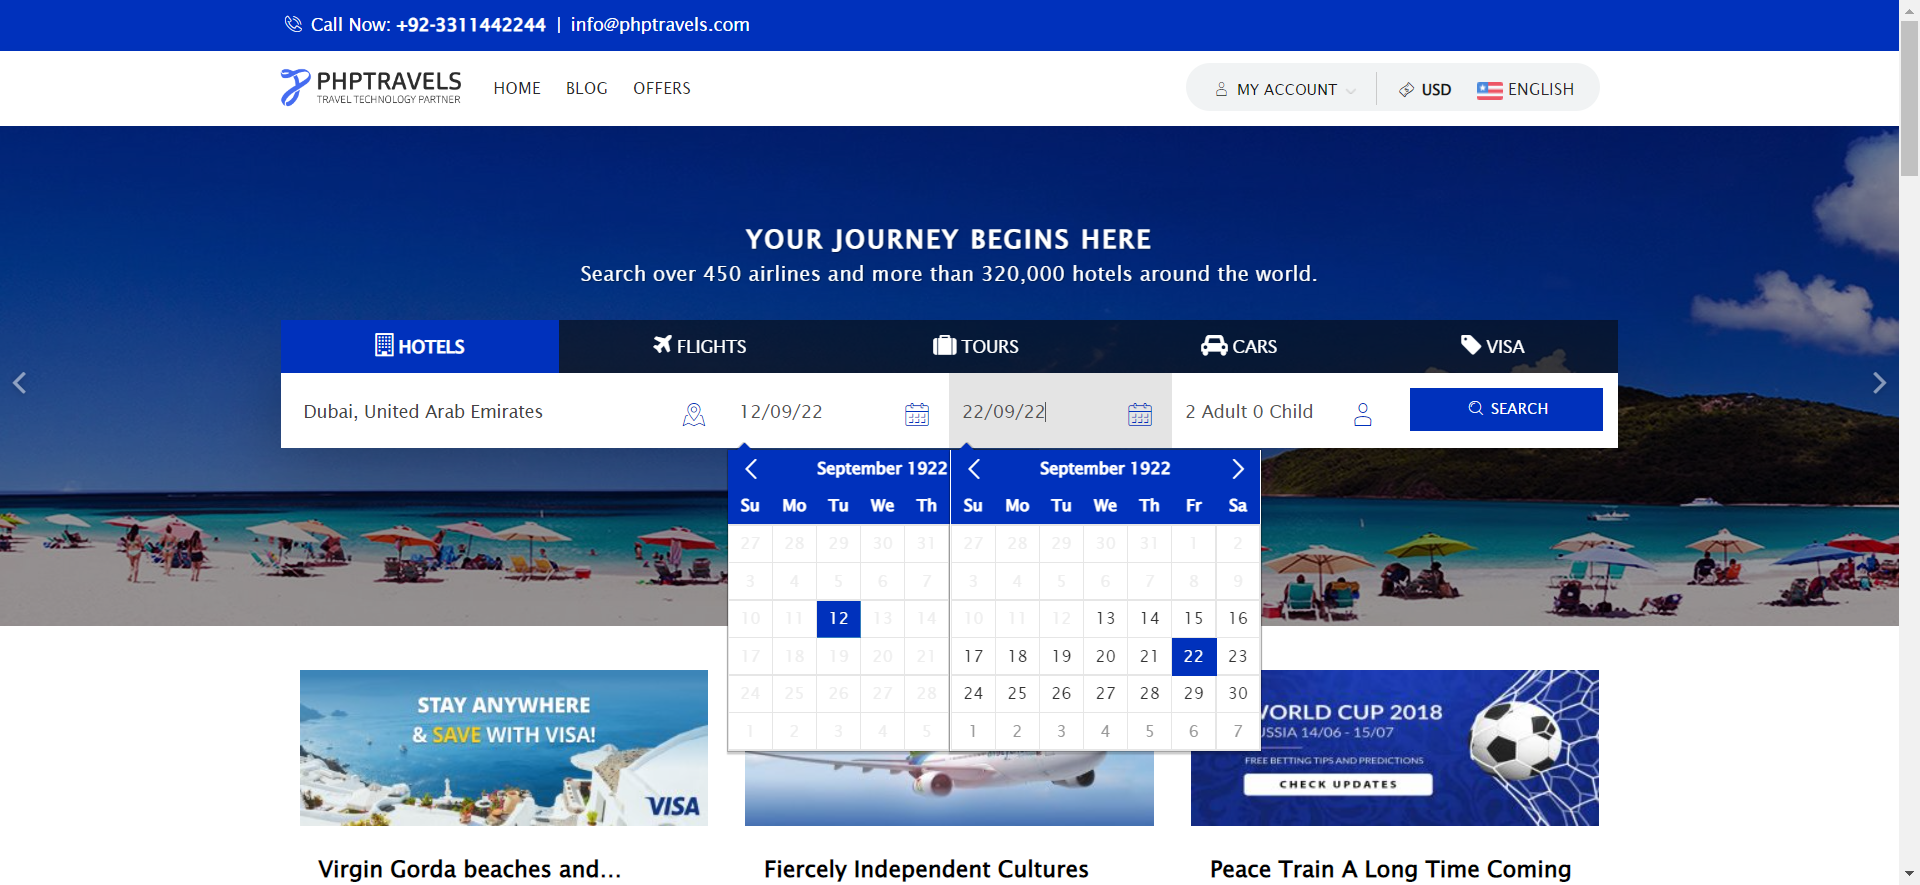 Call Now: +92-3311442244 | info@phptravels.com
PHPTRAVELS
TRAVEL TECHNOLOGY PARTNER
HOME BLOG OFFERS
MY ACCOUNT
USD
ENGLISH
YOUR JOURNEY BEGINS HERE
Search over 450 airlines and more than 320,000 hotels around the world.
HOTELS
FLIGHTS
TOURS
CARS
VISA
Dubai, United Arab Emirates
12/09/22
22/09/22
2 Adult 0 Child
SEARCH
September 1922
Su Mo Tu We Th
27 28 29 30 31
3 4 5 6 7
10 11 12 13 14
17 18 19 20 21
24 25 26 27 28
1 2 3 4 5
September 1922
Su Mo Tu We Th Fr Sa
27 28 29 30 31 1 2
3 4 5 6 7 8 9
10 11 12 13 14 15 16
17 18 19 20 21 22 23
24 25 26 27 28 29 30
1 2 3 4 5 6 7
STAY ANYWHERE
& SAVE WITH VISA!
VISA
WORLD CUP 2018
RUSSIA 14/06 - 15/07
FREE BETTING TIPS AND PREDICTIONS
CHECK UPDATES
Virgin Gorda beaches and...
Fiercely Independent Cultures
Peace Train A Long Time Coming